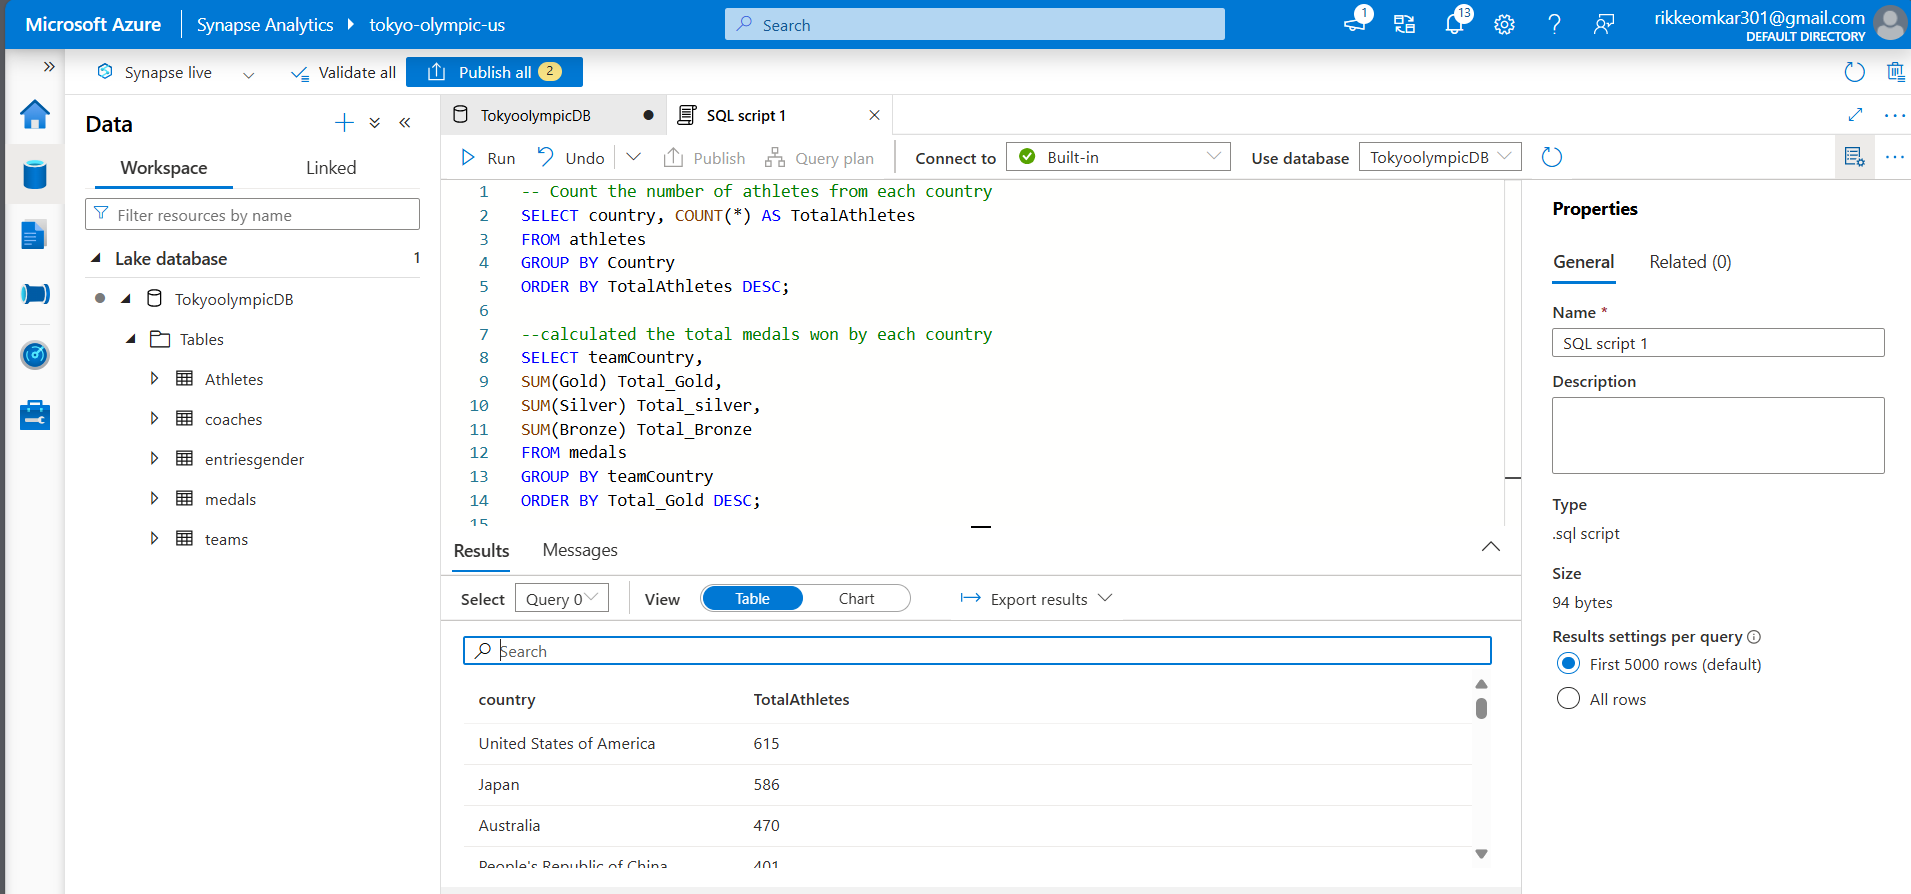 Microsoft Azure
Synapse Analytics
tokyo-olympic-us
Search
1
13
rikkeomkar301@gmail.com
DEFAULT DIRECTORY
Synapse live
Validate all
Publish all 2
Data
Workspace
Linked
Filter resources by name
Lake database
1
TokyoolympicDB
Tables
Athletes
coaches
entriesgender
medals
teams
TokyoolympicDB
SQL script 1
Run
Undo
Publish
Query plan
Connect to
Built-in
Use database
TokyoolympicDB
1 -- Count the number of athletes from each country
2 SELECT country, COUNT(*) AS TotalAthletes
3 FROM athletes
4 GROUP BY Country
5 ORDER BY TotalAthletes DESC;
6
7 --calculated the total medals won by each country
8 SELECT teamCountry,
9 SUM(Gold) Total_Gold,
10 SUM(Silver) Total_silver,
11 SUM(Bronze) Total_Bronze
12 FROM medals
13 GROUP BY teamCountry
14 ORDER BY Total_Gold DESC;
15
Results
Messages
Select
Query 0
View
Table
Chart
Export results
Search
country TotalAthletes
United States of America 615
Japan 586
Australia 470
People's Republic of China 401
Properties
General
Related (0)
Name *
SQL script 1
Description
Type
.sql script
Size
94 bytes
Results settings per query
First 5000 rows (default)
All rows